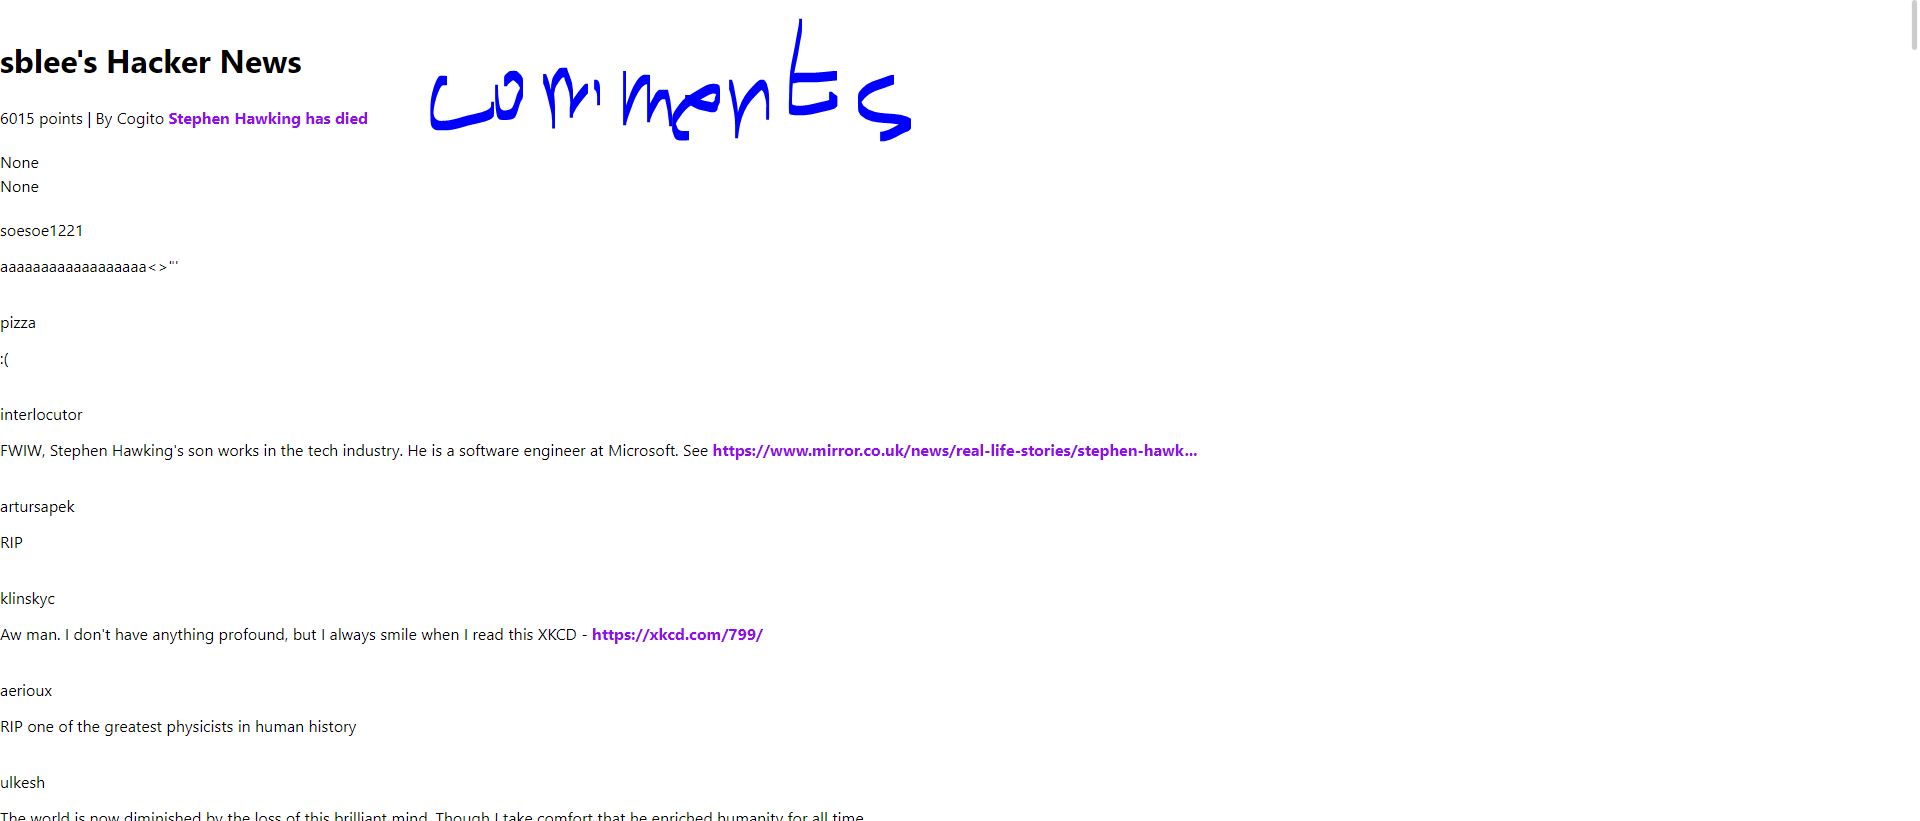 sblee's Hacker News
comments
6015 points | By Cogito Stephen Hawking has died
None
None
soesoe1221
aaaaaaaaaaaaaaaaaa<>"'
pizza
:(
interlocutor
FWIW, Stephen Hawking's son works in the tech industry. He is a software engineer at Microsoft. See https://www.mirror.co.uk/news/real-life-stories/stephen-hawk...
artursapek
RIP
klinskyc
Aw man. I don't have anything profound, but I always smile when I read this XKCD - https://xkcd.com/799/
aerioux
RIP one of the greatest physicists in human history
ulkesh
The world is now diminished by the loss of this brilliant mind. Though I take comfort that he enriched humanity for all time.